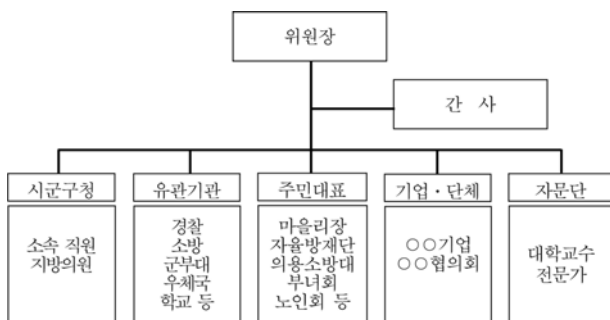 위원장
간 사
시군구청
유관기관
주민대표
기업·단체
자문단
소속 직원
지방의원
경찰
소방
군부대
우체국
학교 등
마을리장
자율방재단
의용소방대
부녀회
노인회 등
○○기업
○○협의회
대학교수
전문가